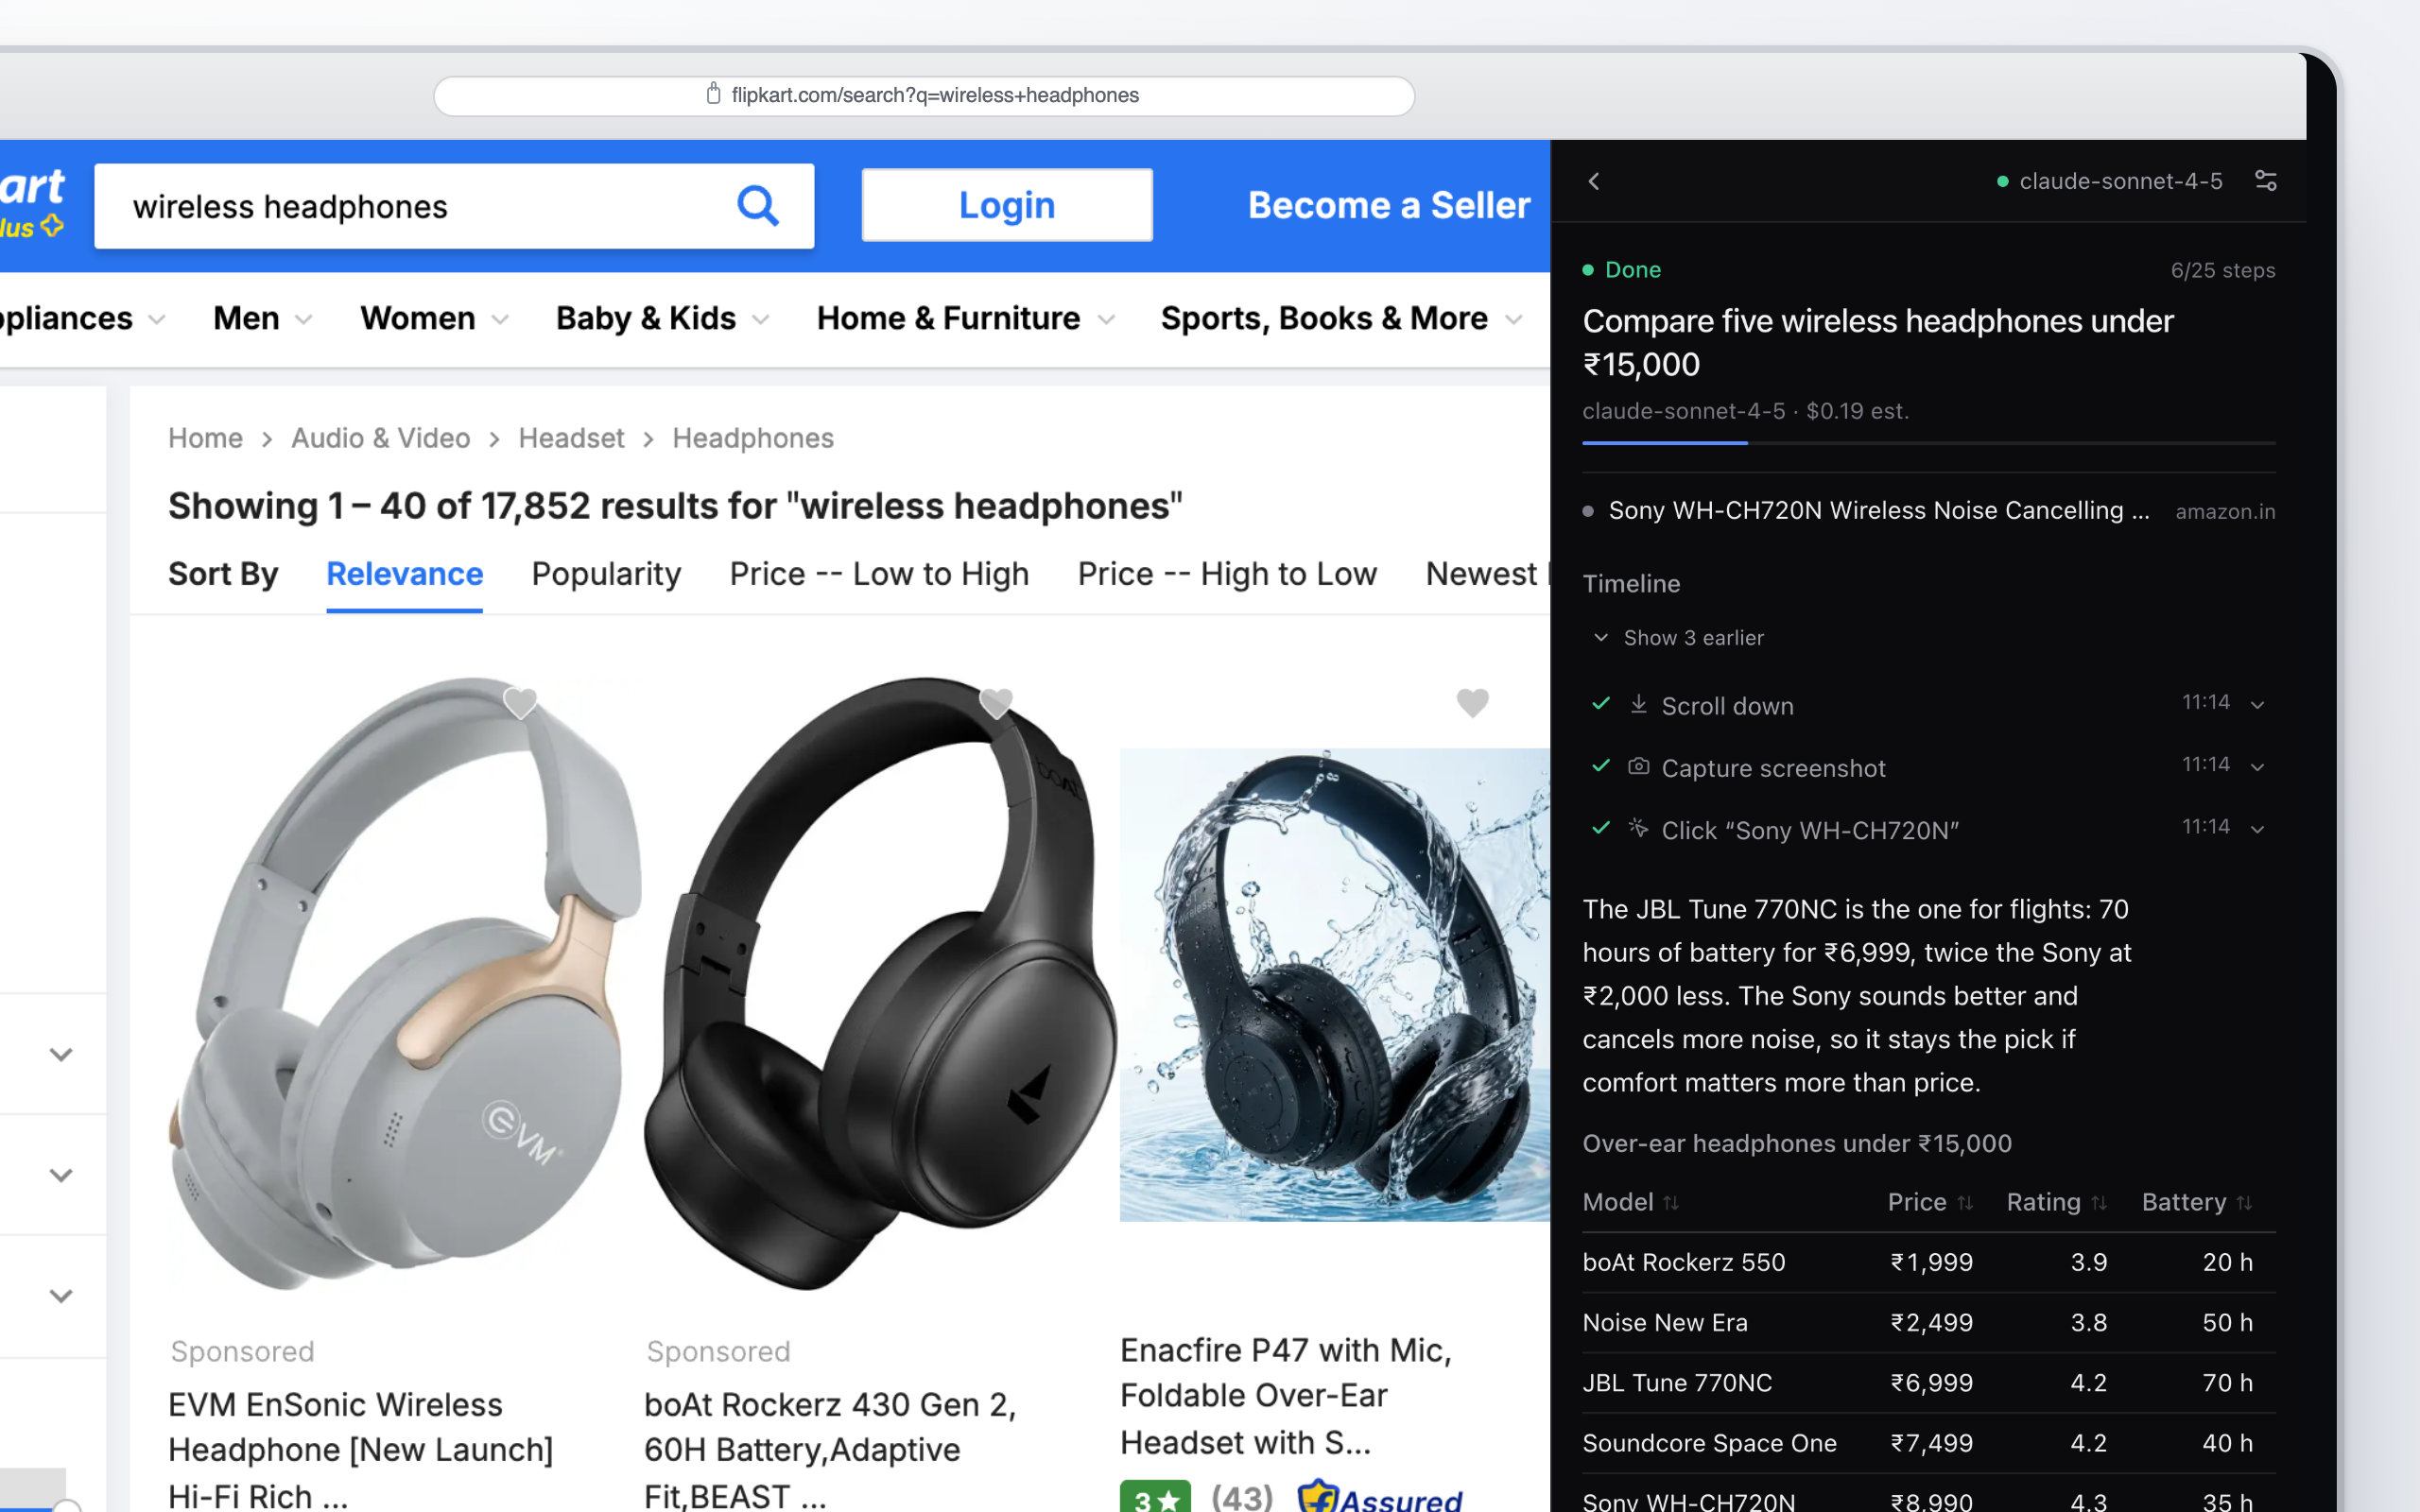 flipkart.com/search?q=wireless+headphones
art
lus
wireless headphones
Login
Become a Seller
ppliances
Men
Women
Baby & Kids
Home & Furniture
Sports, Books & More
Home > Audio & Video > Headset > Headphones
Showing 1 – 40 of 17,852 results for "wireless headphones"
Sort By
Relevance
Popularity
Price -- Low to High
Price -- High to Low
Newest
boAt
EVM
Sponsored
EVM EnSonic Wireless
Headphone [New Launch]
Hi-Fi Rich ...
Sponsored
boAt Rockerz 430 Gen 2,
60H Battery,Adaptive
Fit,BEAST ...
Enacfire P47 with Mic,
Foldable Over-Ear
Headset with S...
3★ (43) Assured
claude-sonnet-4-5
Done
6/25 steps
Compare five wireless headphones under
₹15,000
claude-sonnet-4-5 · $0.19 est.
Sony WH-CH720N Wireless Noise Cancelling ... amazon.in
Timeline
Show 3 earlier
Scroll down 11:14
Capture screenshot 11:14
Click “Sony WH-CH720N” 11:14
The JBL Tune 770NC is the one for flights: 70
hours of battery for ₹6,999, twice the Sony at
₹2,000 less. The Sony sounds better and
cancels more noise, so it stays the pick if
comfort matters more than price.
Over-ear headphones under ₹15,000
Model Price Rating Battery
boAt Rockerz 550 ₹1,999 3.9 20 h
Noise New Era ₹2,499 3.8 50 h
JBL Tune 770NC ₹6,999 4.2 70 h
Soundcore Space One ₹7,499 4.2 40 h
Sony WH-CH720N ₹8,990 4.3 35 h